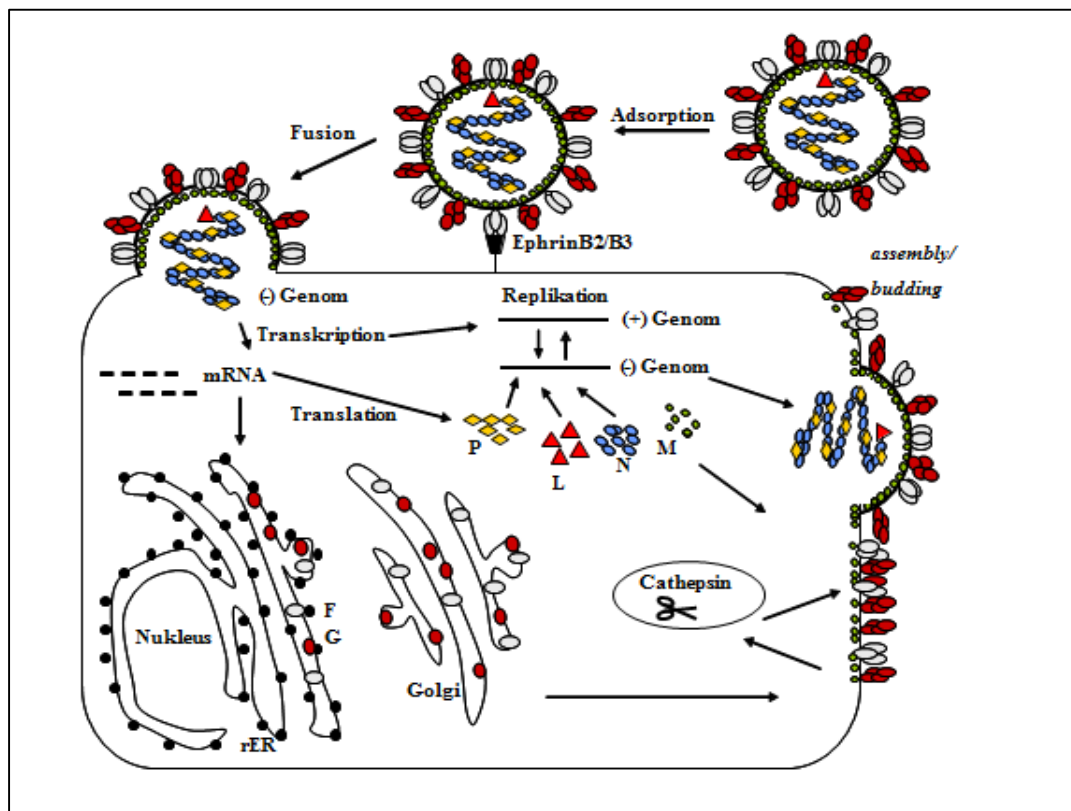 Adsorption
Fusion
EphrinB2/B3
assembly/
budding
(-) Genom
Replikation
Transkription
(+) Genom
mRNA
(-) Genom
Translation
P
L
N
M
Cathepsin
F
G
Nukleus
Golgi
rER